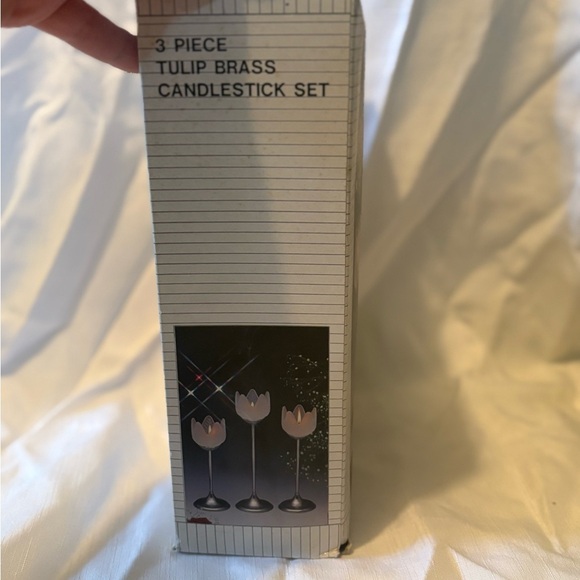 3 PIECE
TULIP BRASS
CANDLESTICK SET